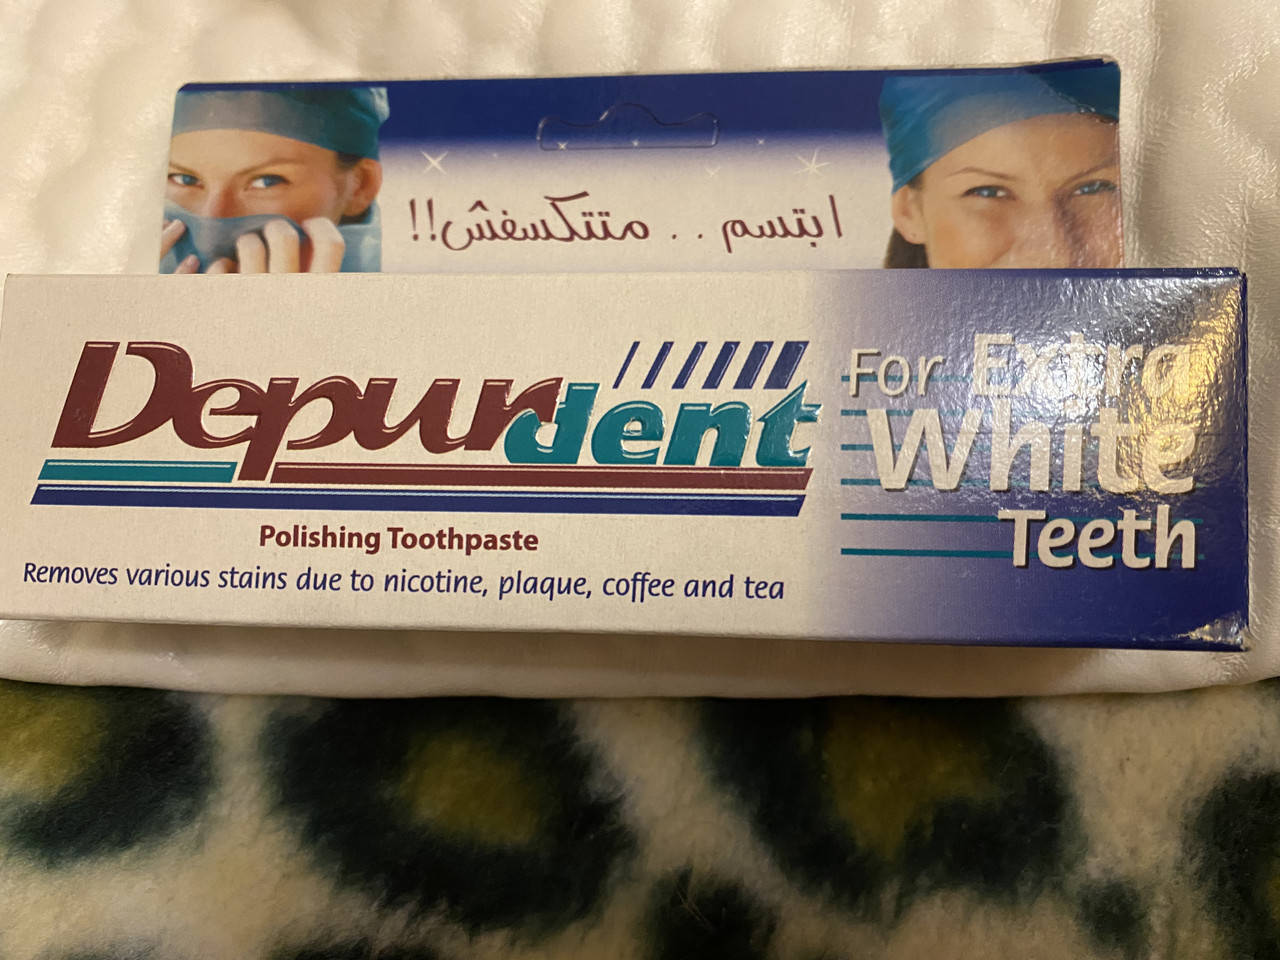 ابتسم .. متتكسفش!!
Depurdent
Polishing Toothpaste
Removes various stains due to nicotine, plaque, coffee and tea
For Extra
White
Teeth